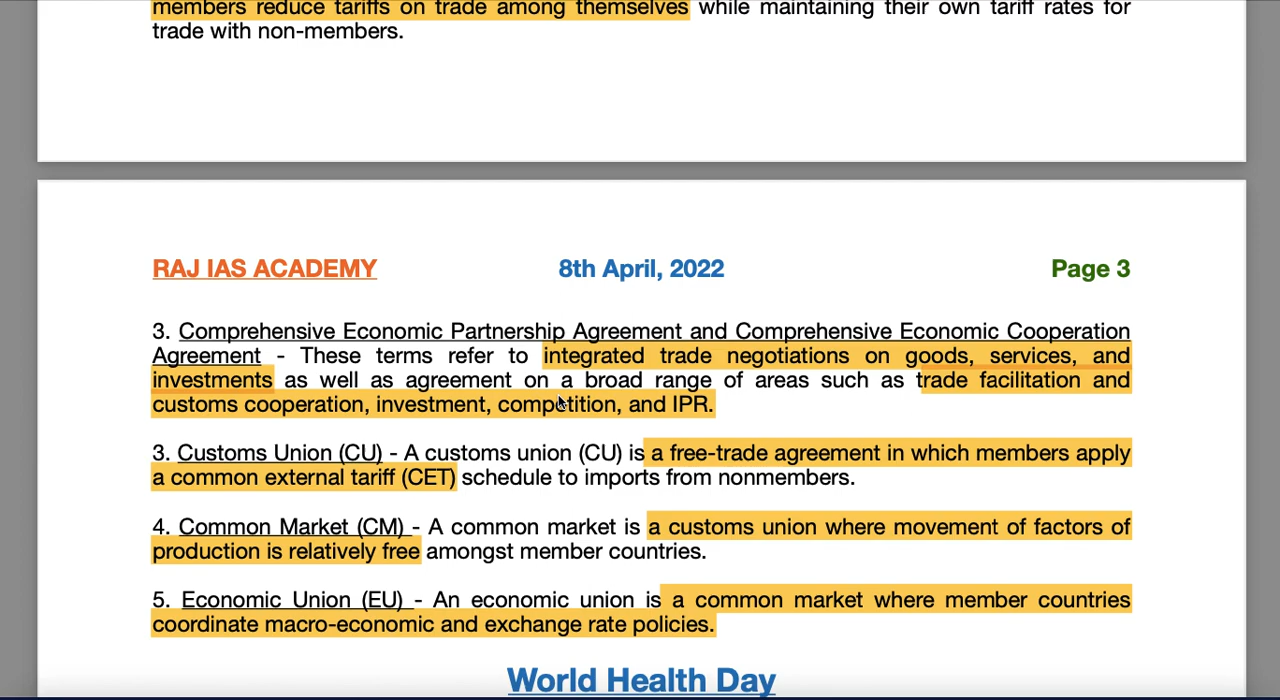 members reduce tariffs on trade among themselves while maintaining their own tariff rates for
trade with non-members.
RAJ IAS ACADEMY 8th April, 2022 Page 3
3. Comprehensive Economic Partnership Agreement and Comprehensive Economic Cooperation
Agreement - These terms refer to integrated trade negotiations on goods, services, and
investments as well as agreement on a broad range of areas such as trade facilitation and
customs cooperation, investment, competition, and IPR.
3. Customs Union (CU) - A customs union (CU) is a free-trade agreement in which members apply
a common external tariff (CET) schedule to imports from nonmembers.
4. Common Market (CM) - A common market is a customs union where movement of factors of
production is relatively free amongst member countries.
5. Economic Union (EU) - An economic union is a common market where member countries
coordinate macro-economic and exchange rate policies.
World Health Day